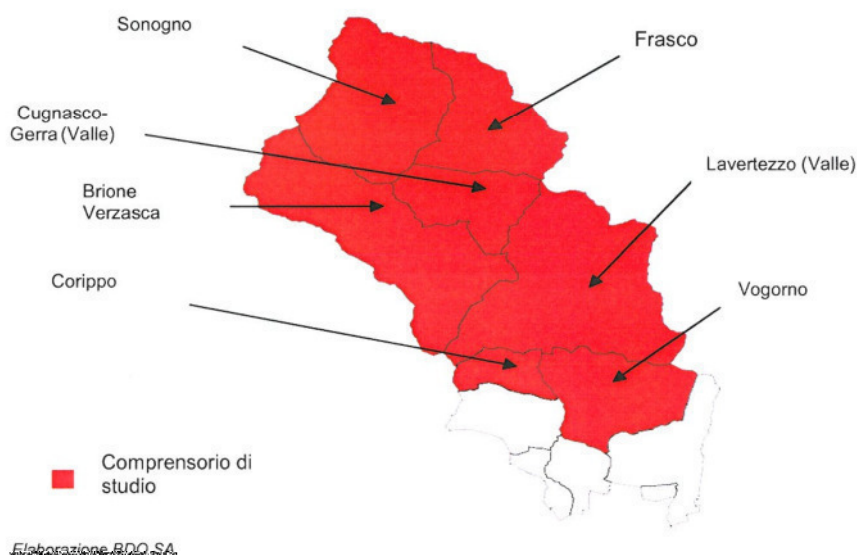 Sonogno
Frasco
Cugnasco-
Gerra (Valle)
Lavertezzo (Valle)
Brione
Verzasca
Corippo
Vogorno
Comprensorio di
studio
Elaborazione BDO SA